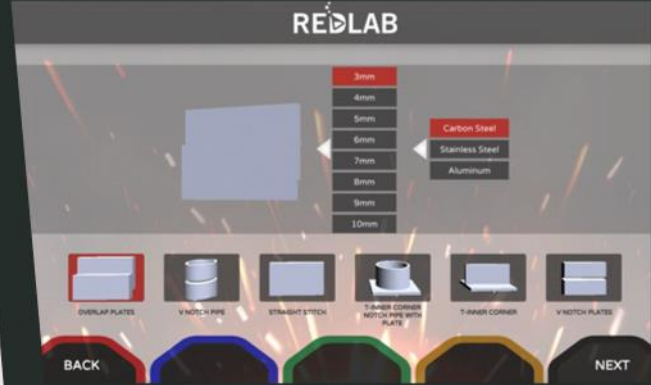 REDLAB
3mm
4mm
5mm
6mm
7mm
8mm
9mm
10mm
Carbon Steel
Stainless Steel
Aluminum
OVERLAP PLATES
V NOTCH PIPE
STRAIGHT STITCH
T-INNER CORNER
NOTCH PIPE WITH
PLATE
T-INNER CORNER
V NOTCH PLATES
BACK
NEXT